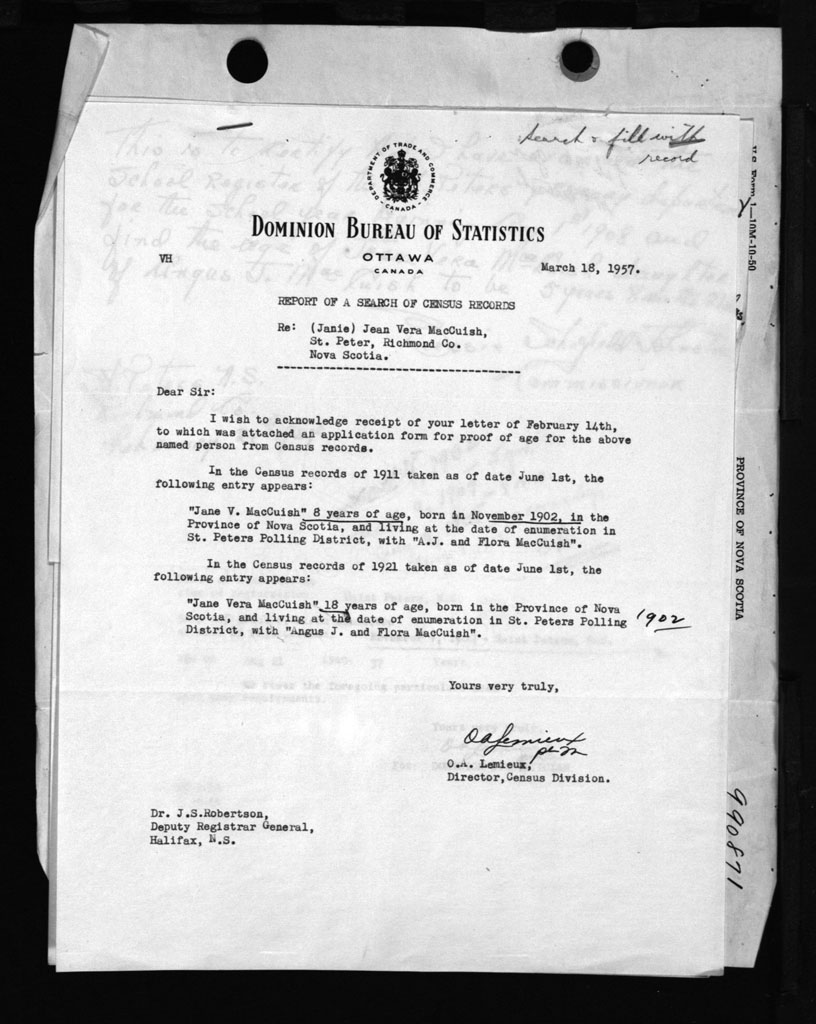 search & fill with
record
DEPARTMENT OF TRADE AND COMMERCE
CANADA
DOMINION BUREAU OF STATISTICS
VH
OTTAWA
CANADA
March 18, 1957.
REPORT OF A SEARCH OF CENSUS RECORDS
Re: (Janie) Jean Vera MacCuish,
St. Peter, Richmond Co.
Nova Scotia.
Dear Sir:
I wish to acknowledge receipt of your letter of February 14th,
to which was attached an application form for proof of age for the above
named person from Census records.
In the Census records of 1911 taken as of date June 1st, the
following entry appears:
"Jane V. MacCuish" 8 years of age, born in November 1902, in the
Province of Nova Scotia, and living at the date of enumeration in
St. Peters Polling District, with "A.J. and Flora MacCuish".
In the Census records of 1921 taken as of date June 1st, the
following entry appears:
"Jane Vera MacCuish" 18 years of age, born in the Province of Nova
Scotia, and living at the date of enumeration in St. Peters Polling
District, with "Angus J. and Flora MacCuish".
1902
Yours very truly,
OALemieux
O.A. Lemieux,
Director, Census Division.
Dr. J.S.Robertson,
Deputy Registrar General,
Halifax, N.S.
Form 1—10M-10-50
PROVINCE OF NOVA SCOTIA
990871